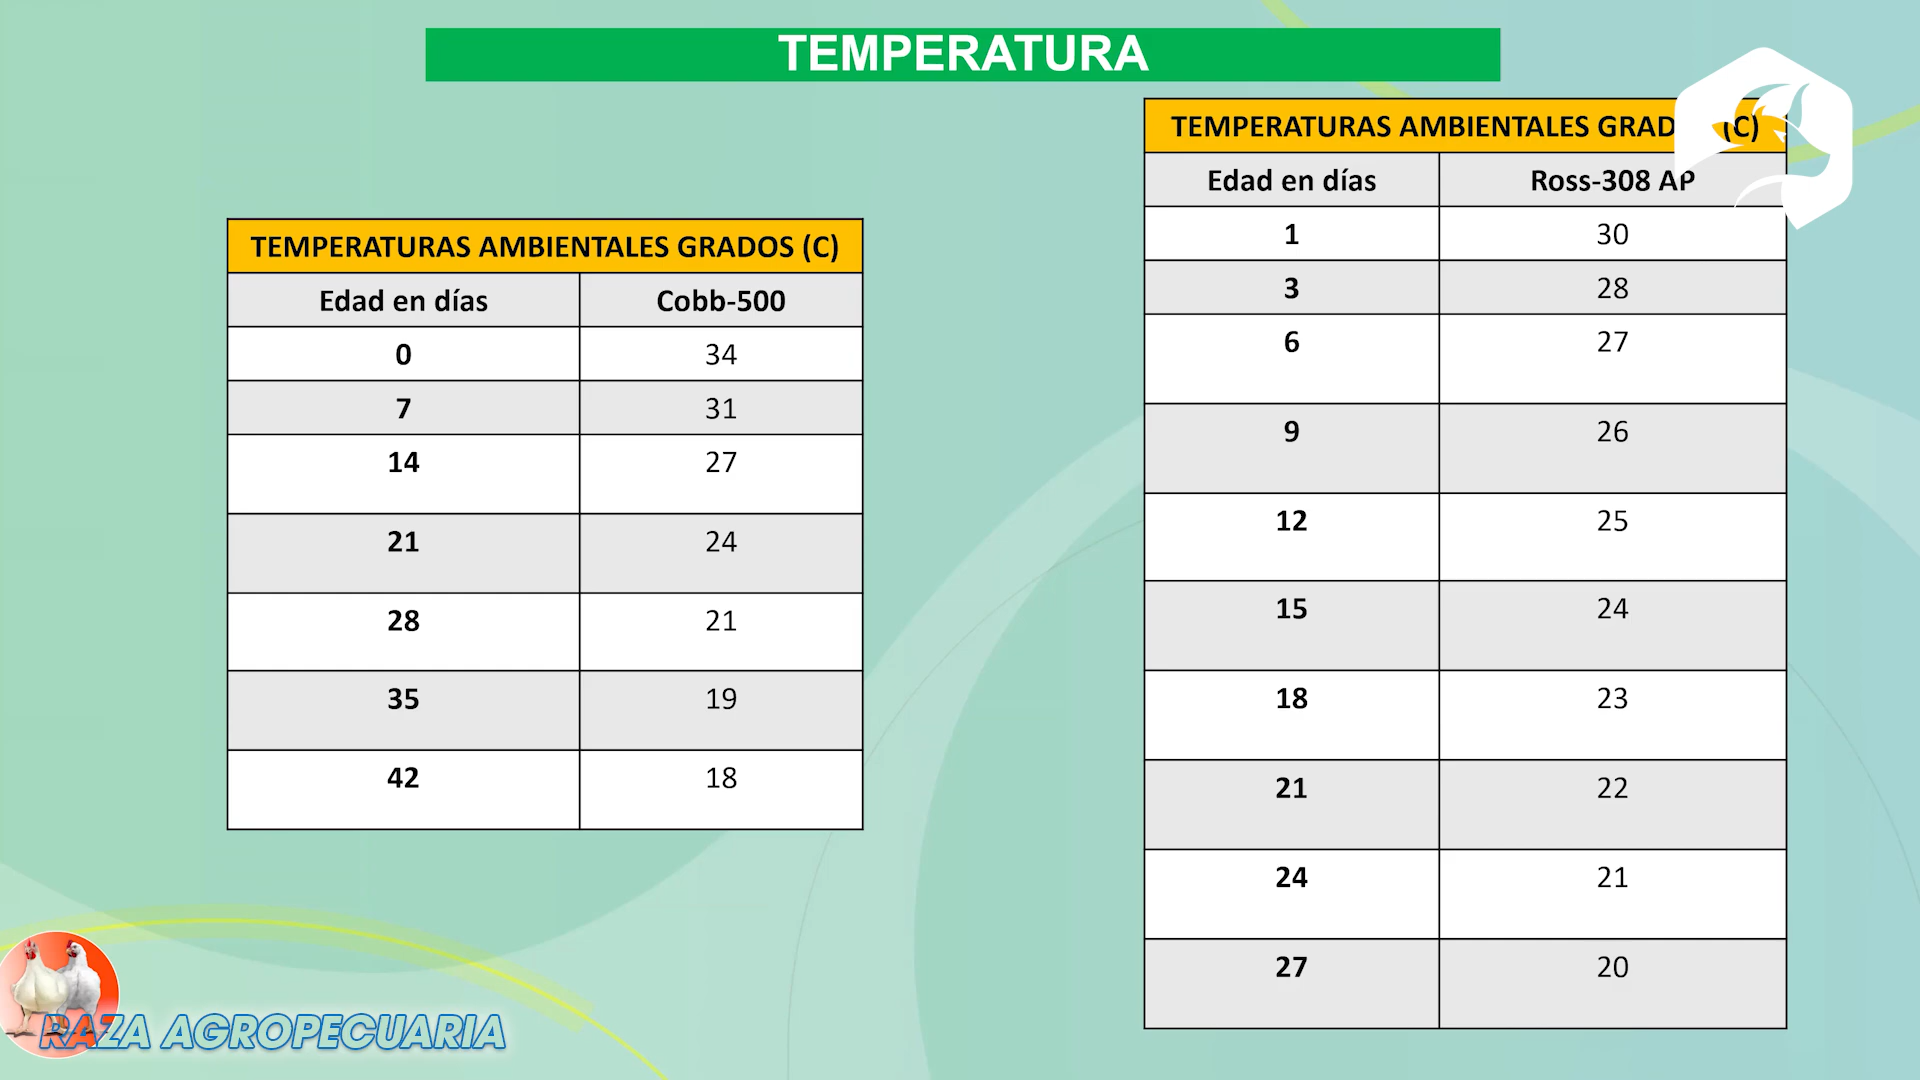 TEMPERATURA
TEMPERATURAS AMBIENTALES GRADOS (C)
Edad en días Cobb-500
0 34
7 31
14 27
21 24
28 21
35 19
42 18
TEMPERATURAS AMBIENTALES GRAD (C)
Edad en días Ross-308 AP
1 30
3 28
6 27
9 26
12 25
15 24
18 23
21 22
24 21
27 20
RAZA AGROPECUARIA